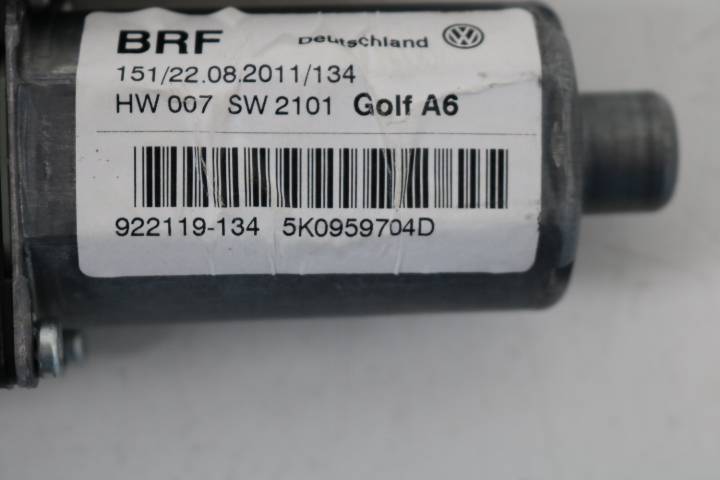 BRF Deutschland
151/22.08.2011/134
HW 007 SW 2101 Golf A6
922119-134 5K0959704D